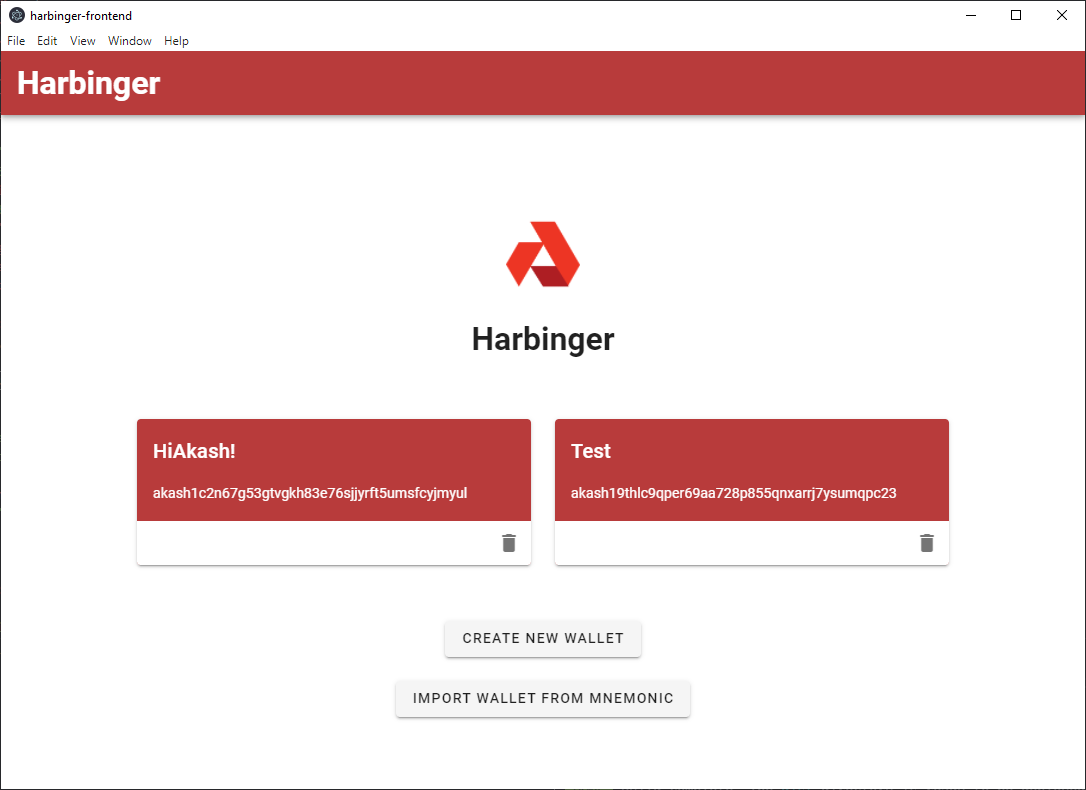 harbinger-frontend
File Edit View Window Help
Harbinger
Harbinger
HiAkash!
akash1c2n67g53gtvgkh83e76sjjyrft5umsfcyjmyul
Test
akash19thlc9qper69aa728p855qnxarrj7ysumqpc23
CREATE NEW WALLET
IMPORT WALLET FROM MNEMONIC